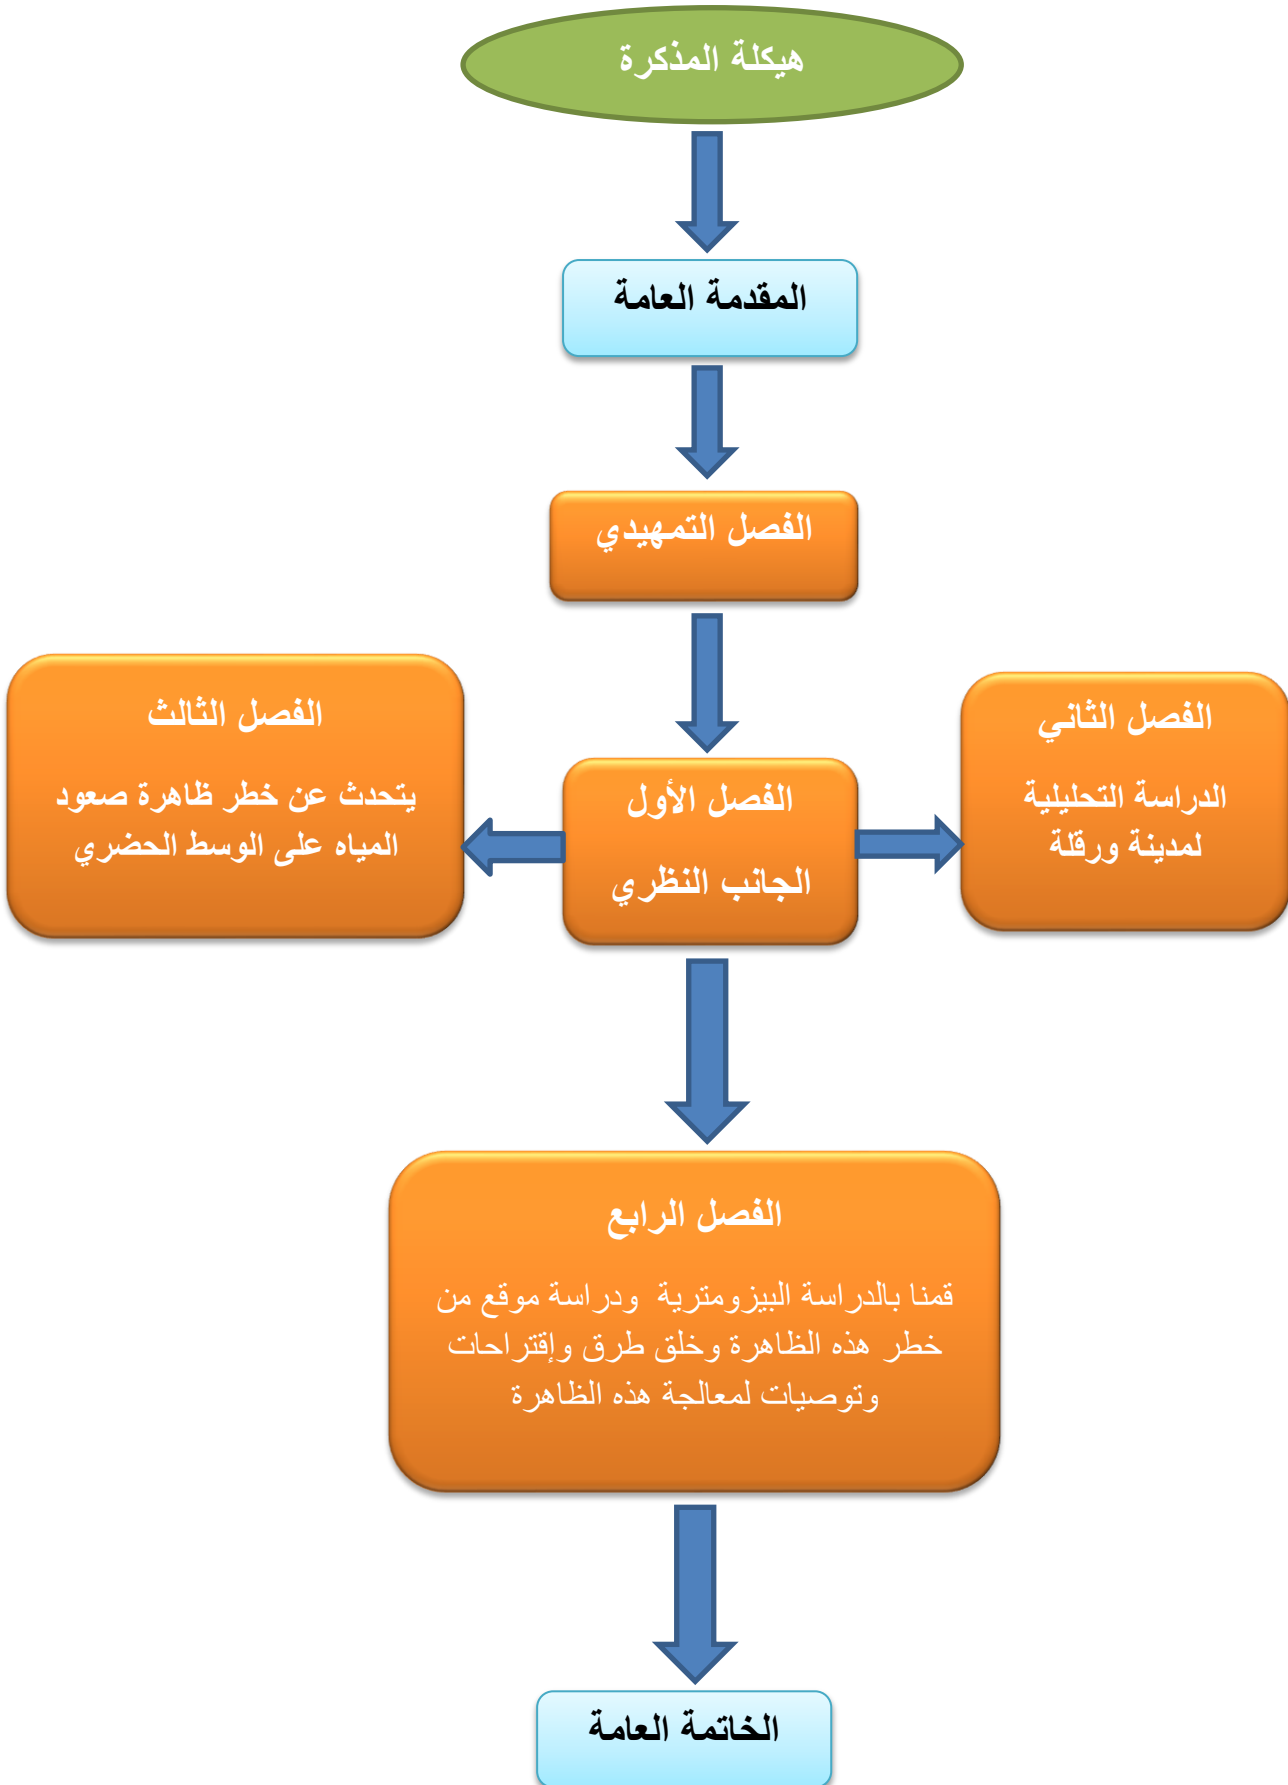 هيكلة المذكرة
المقدمة العامة
الفصل التمهيدي
الفصل الأول
الجانب النظري
الفصل الثاني
الدراسة التحليلية
لمدينة ورقلة
الفصل الثالث
يتحدث عن خطر ظاهرة صعود
المياه على الوسط الحضري
الفصل الرابع
قمنا بالدراسة البيزومترية ودراسة موقع من
خطر هذه الظاهرة وخلق طرق وإقتراحات
وتوصيات لمعالجة هذه الظاهرة
الخاتمة العامة